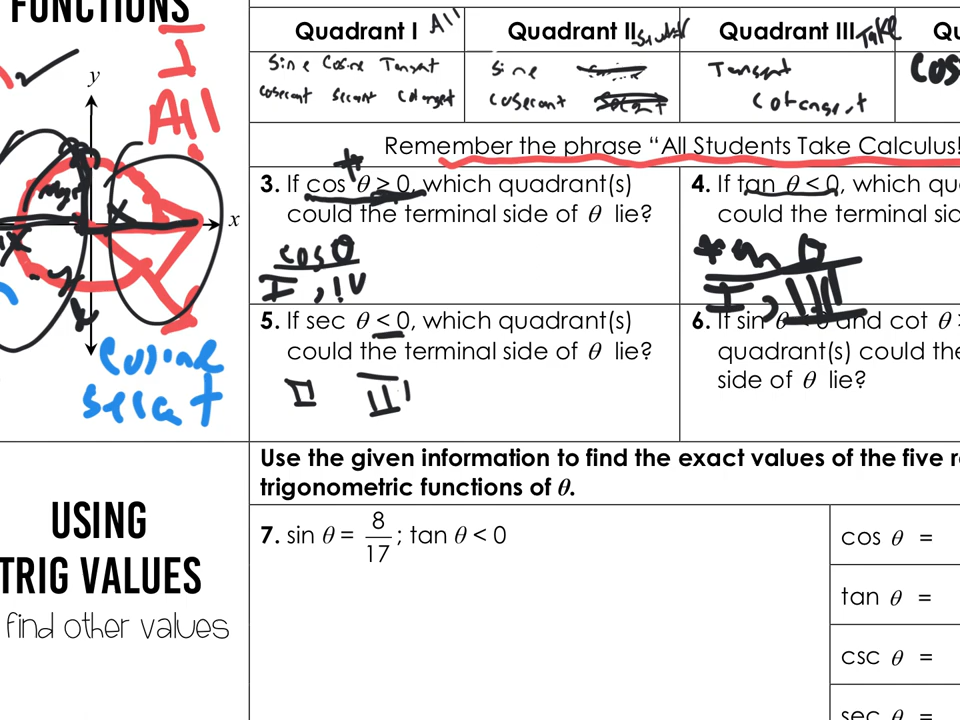 FUNCTIONS
Quadrant I All
Quadrant II
Quadrant III Take
Qu
Sine Cosine Tangent
Cosecant Secant Cotangent
Sine
Cosecant
Tangent
Cotangent
Cos
Remember the phrase “All Students Take Calculus!
y
x
I
All
cosine
secant
3. If cos θ > 0, which quadrant(s)
could the terminal side of θ lie?
cos θ
I, IV
4. If tan θ < 0, which qu
could the terminal sid
tan θ
I, III
5. If sec θ < 0, which quadrant(s)
could the terminal side of θ lie?
II III
6. If sin θ < 0 and cot θ >
quadrant(s) could the
side of θ lie?
USING
TRIG VALUES
find other values
Use the given information to find the exact values of the five r
trigonometric functions of θ.
7. sin θ = 8/17 ; tan θ < 0
cos θ =
tan θ =
csc θ =
sec θ =